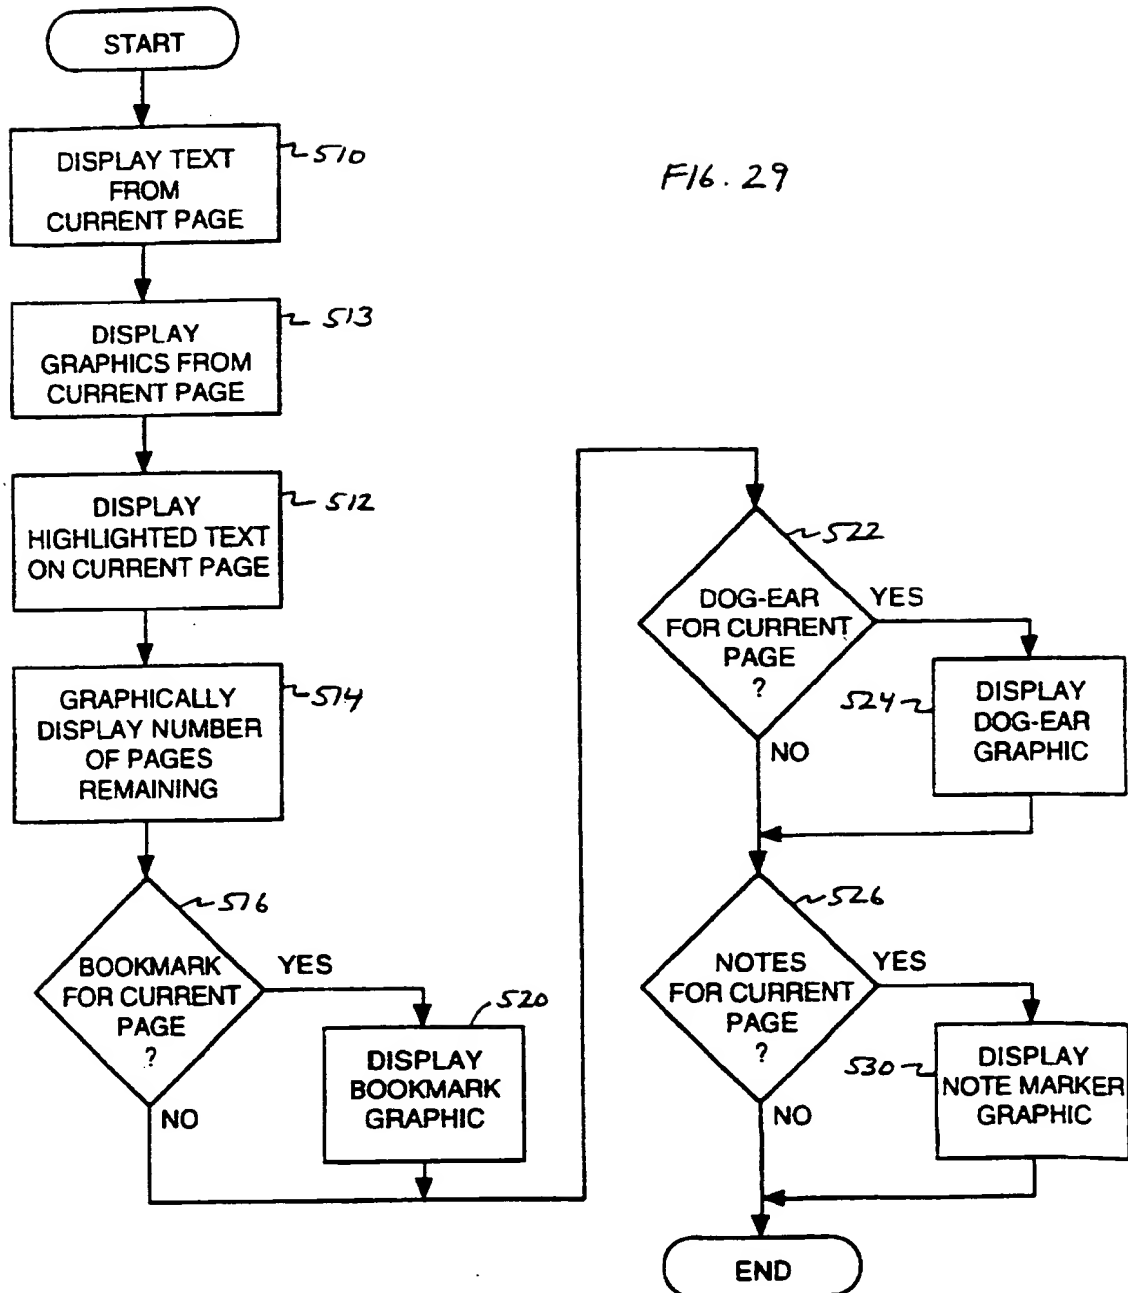 START
DISPLAY TEXT
FROM
CURRENT PAGE
510
FIG. 29
DISPLAY
GRAPHICS FROM
CURRENT PAGE
513
DISPLAY
HIGHLIGHTED TEXT
ON CURRENT PAGE
512
GRAPHICALLY
DISPLAY NUMBER
OF PAGES
REMAINING
514
BOOKMARK
FOR CURRENT
PAGE
?
516
YES
NO
520
DISPLAY
BOOKMARK
GRAPHIC
522
DOG-EAR
FOR CURRENT
PAGE
?
YES
NO
524
DISPLAY
DOG-EAR
GRAPHIC
526
NOTES
FOR CURRENT
PAGE
?
YES
NO
530
DISPLAY
NOTE MARKER
GRAPHIC
END